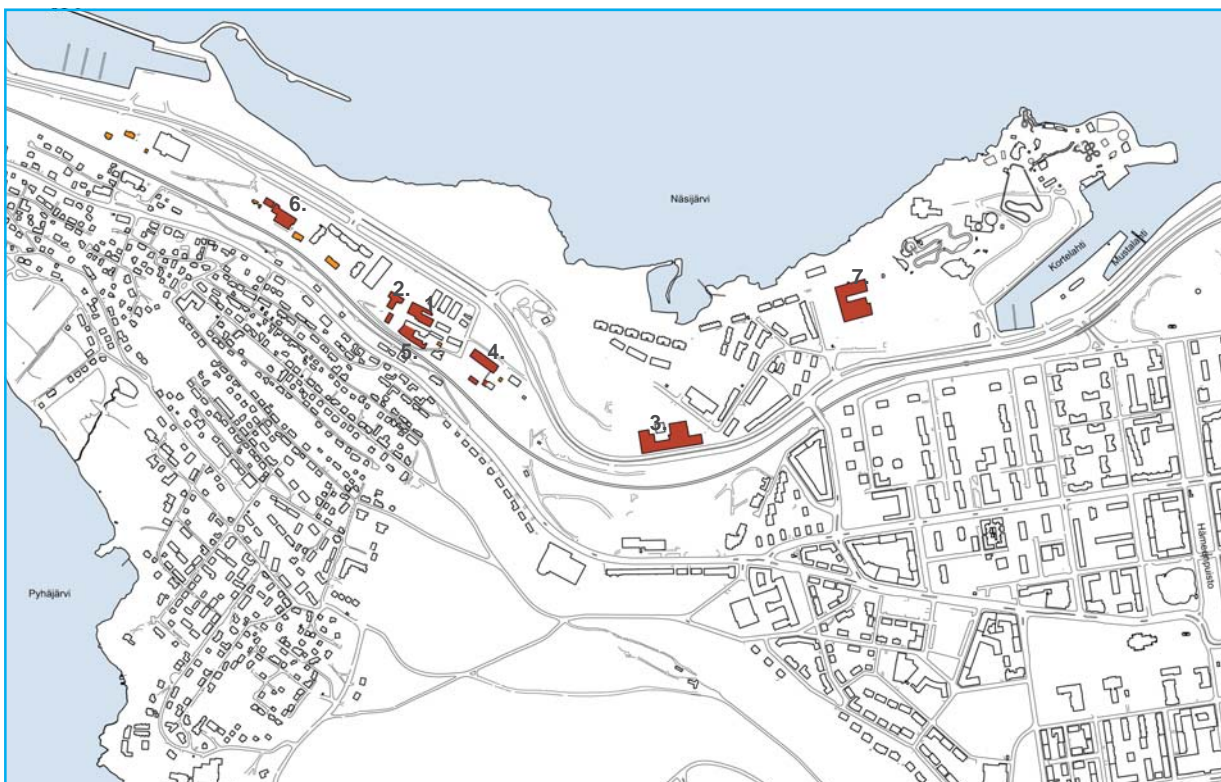 Näsijärvi
6.
7.
Kortelahti
Mustalahti
2.
1.
5.
4.
3.
Hämeenpuisto
Pyhäjärvi